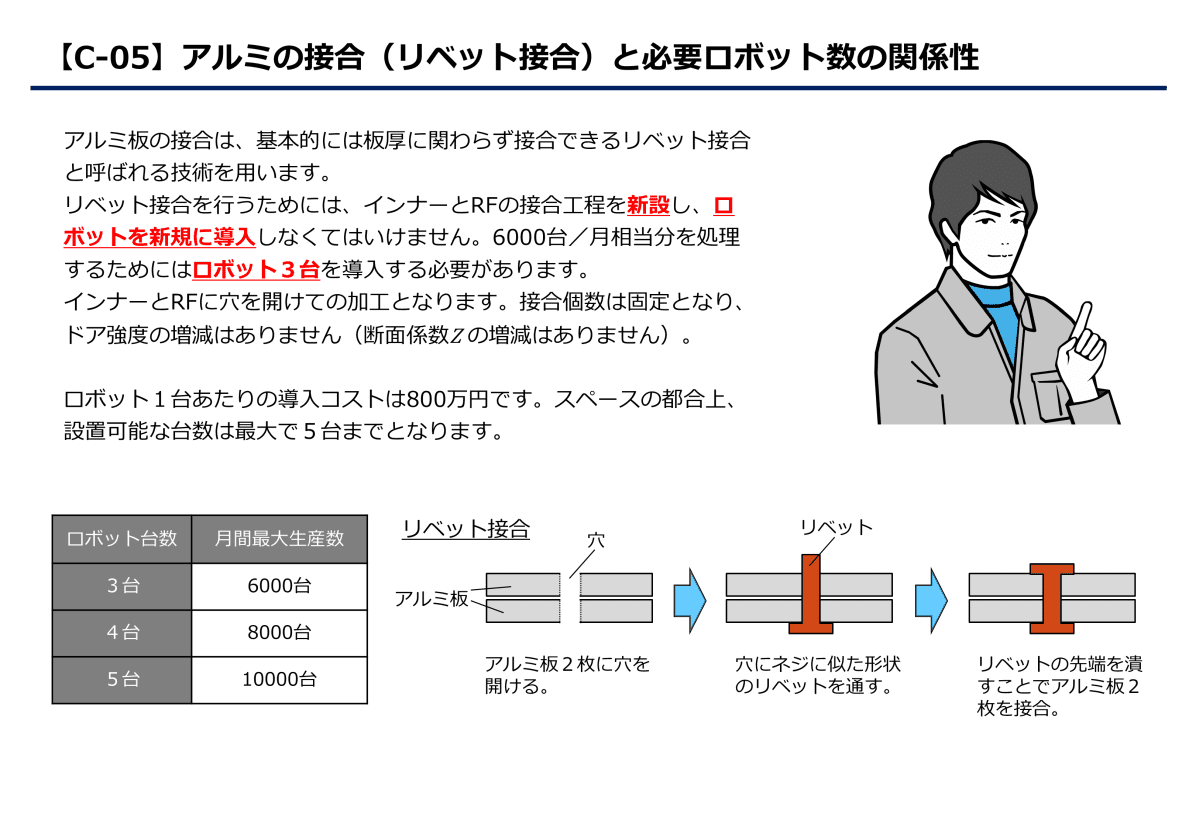 【C-05】アルミの接合（リベット接合）と必要ロボット数の関係性
アルミ板の接合は、基本的には板厚に関わらず接合できるリベット接合
と呼ばれる技術を用います。
リベット接合を行うためには、インナーとRFの接合工程を新設し、ロ
ボットを新規に導入しなくてはいけません。6000台／月相当分を処理
するためにはロボット３台を導入する必要があります。
インナーとRFに穴を開けての加工となります。接合個数は固定となり、
ドア強度の増減はありません（断面係数Zの増減はありません）。
ロボット１台あたりの導入コストは800万円です。スペースの都合上、
設置可能な台数は最大で５台までとなります。
ロボット台数 月間最大生産数
３台 6000台
４台 8000台
５台 10000台
リベット接合
穴
アルミ板
リベット
アルミ板２枚に穴を
開ける。
穴にネジに似た形状
のリベットを通す。
リベットの先端を潰
すことでアルミ板２
枚を接合。